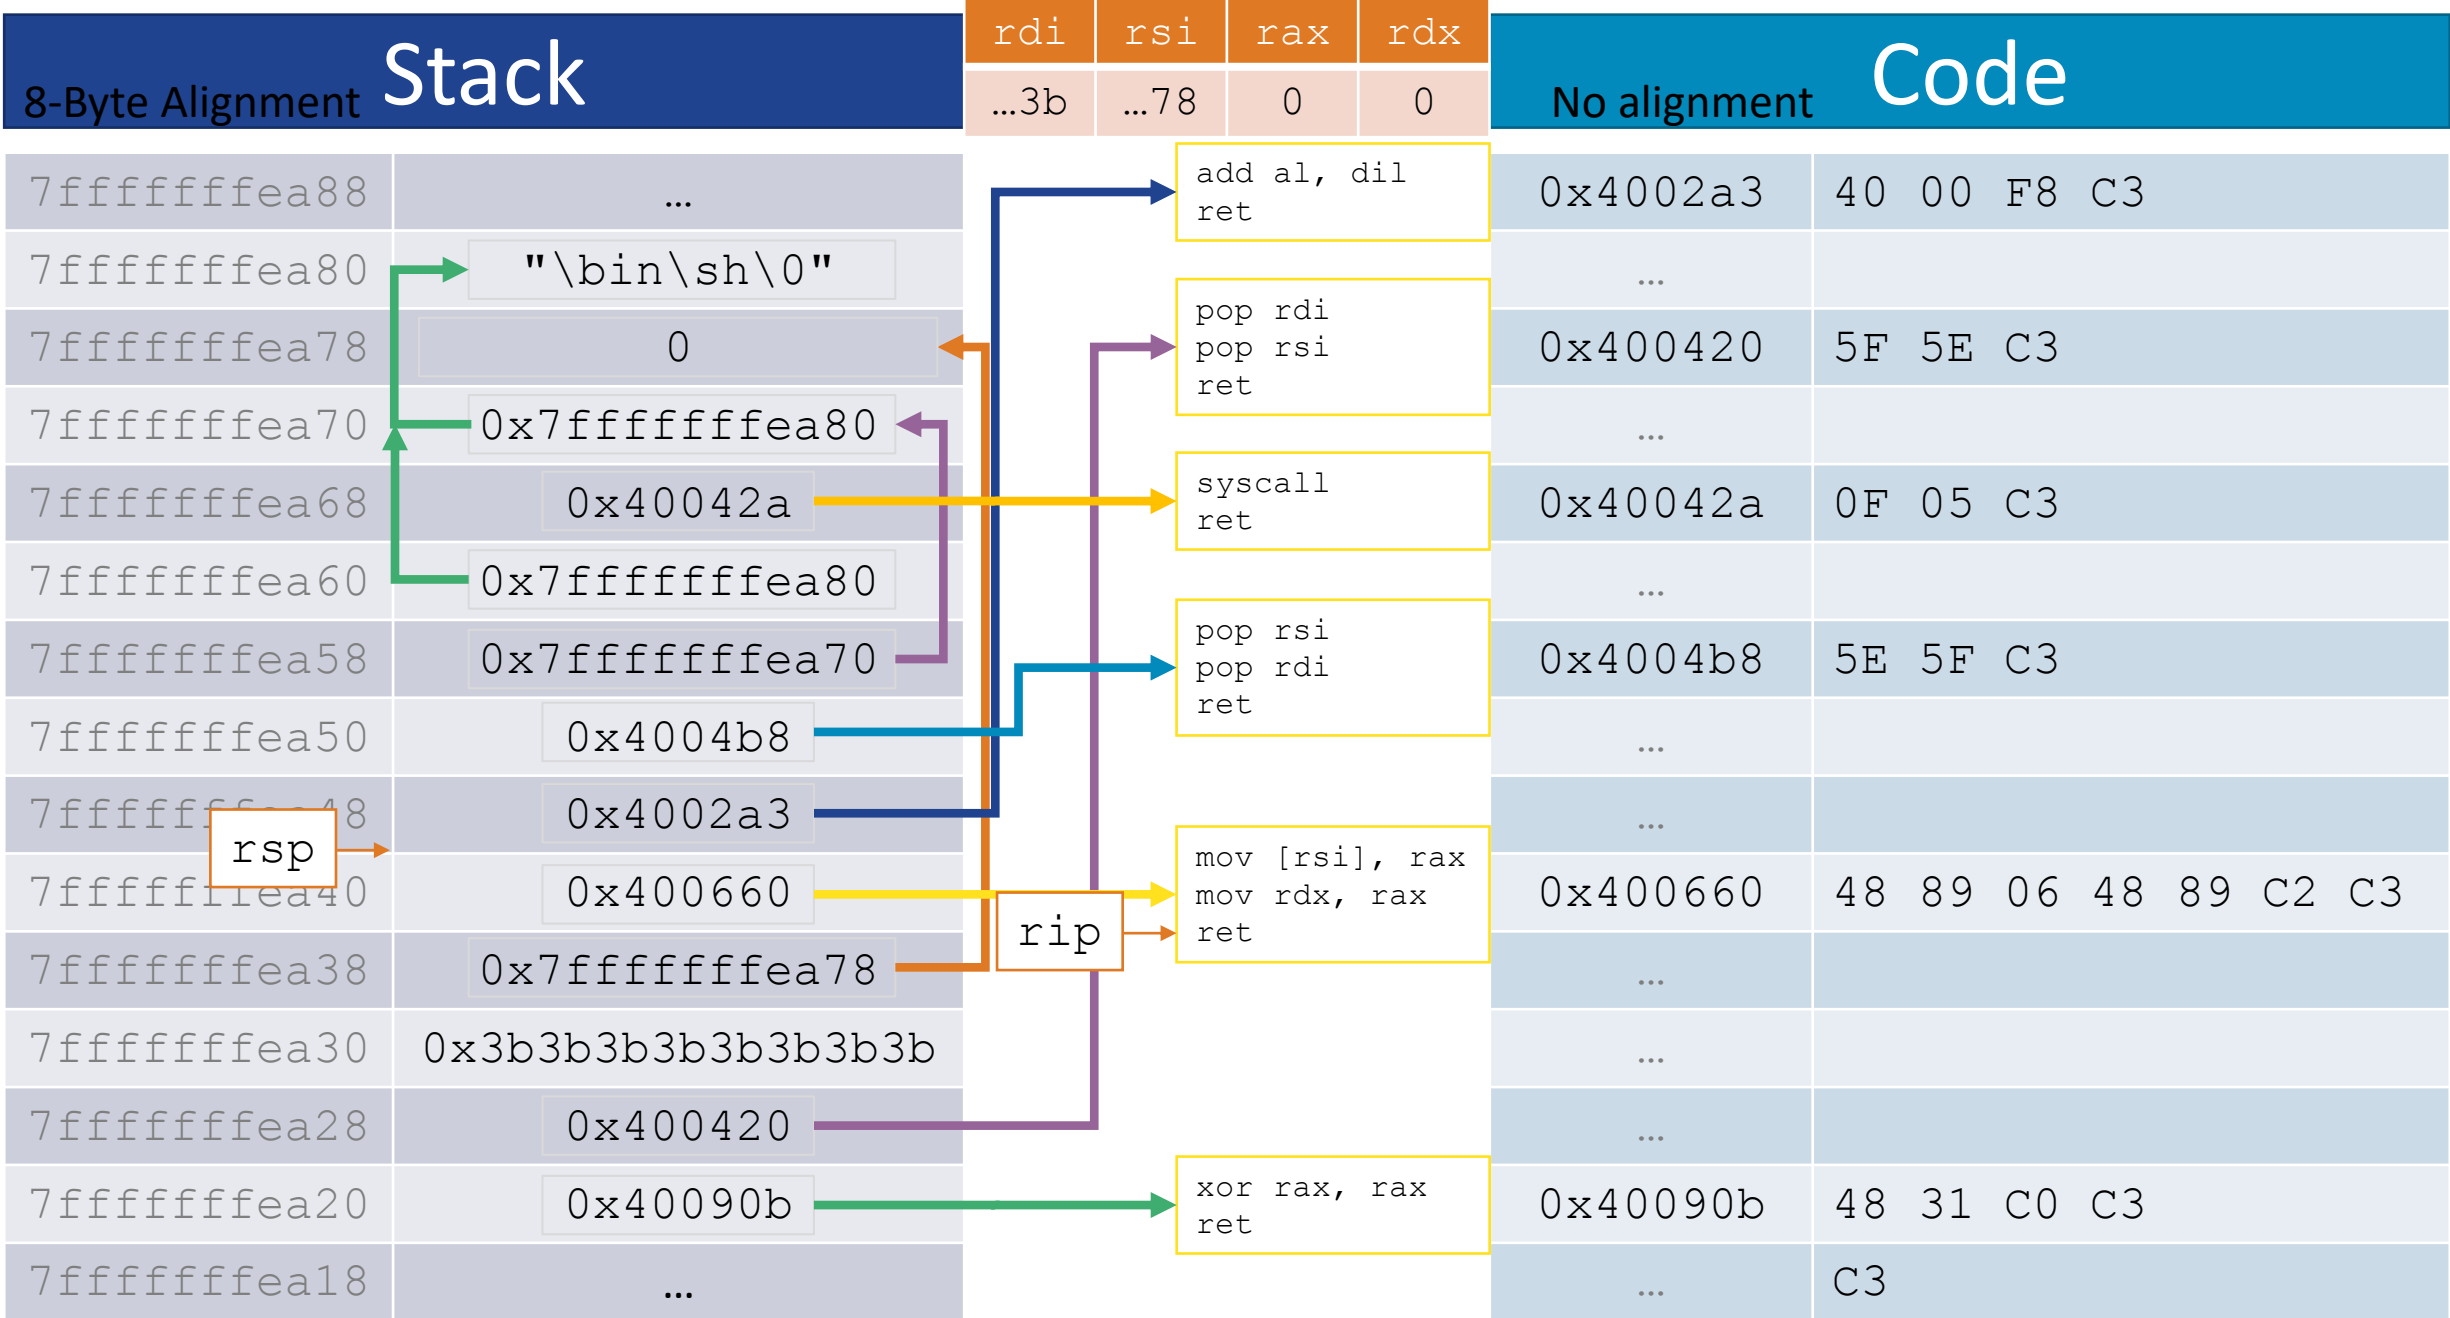 Stack
8-Byte Alignment
rdi rsi rax rdx
…3b …78 0 0
Code
No alignment
7fffffffea88 …
7fffffffea80 "\bin\sh\0"
7fffffffea78 0
7fffffffea70 0x7fffffffea80
7fffffffea68 0x40042a
7fffffffea60 0x7fffffffea80
7fffffffea58 0x7fffffffea70
7fffffffea50 0x4004b8
7fffffffea48 0x4002a3
rsp
7fffffffea40 0x400660
7fffffffea38 0x7fffffffea78
7fffffffea30 0x3b3b3b3b3b3b3b3b
7fffffffea28 0x400420
7fffffffea20 0x40090b
7fffffffea18 …
add al, dil
ret
pop rdi
pop rsi
ret
syscall
ret
pop rsi
pop rdi
ret
mov [rsi], rax
mov rdx, rax
ret
rip
xor rax, rax
ret
0x4002a3 40 00 F8 C3
…
0x400420 5F 5E C3
…
0x40042a 0F 05 C3
…
0x4004b8 5E 5F C3
…
…
0x400660 48 89 06 48 89 C2 C3
…
…
…
0x40090b 48 31 C0 C3
… C3